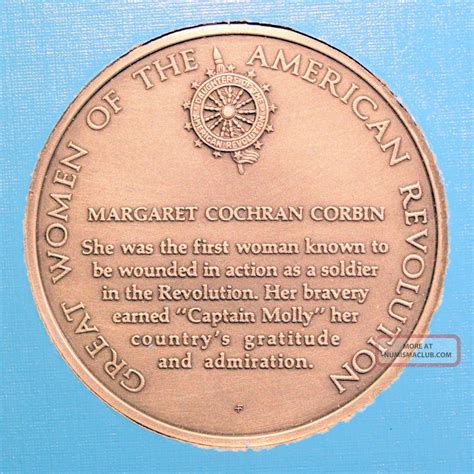 GREAT WOMEN OF THE AMERICAN REVOLUTION
DAUGHTERS OF THE
AMERICAN REVOLUTION
MARGARET COCHRAN CORBIN
She was the first woman known to
be wounded in action as a soldier
in the Revolution. Her bravery
earned "Captain Molly" her
country's gratitude
and admiration.
MORE AT
NUMISMACLUB.COM